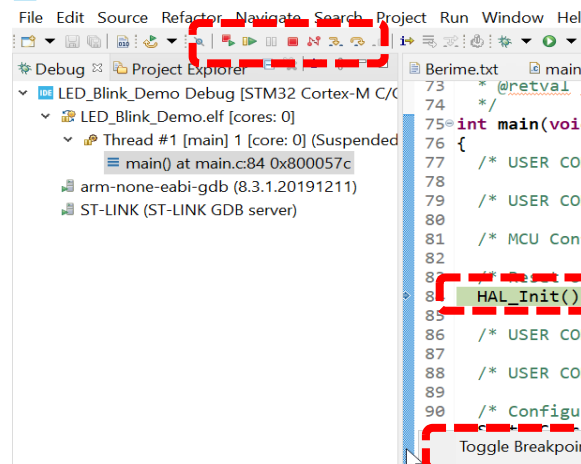 File Edit Source Refactor Navigate Search Project Run Window Hel
Debug Project Explorer
LED_Blink_Demo Debug [STM32 Cortex-M C/C
LED_Blink_Demo.elf [cores: 0]
Thread #1 [main] 1 [core: 0] (Suspended
main() at main.c:84 0x800057c
arm-none-eabi-gdb (8.3.1.20191211)
ST-LINK (ST-LINK GDB server)
Berime.txt main
73 * @retval
74 */
75 int main(voi
76 {
77 /* USER CO
78
79 /* USER CO
80
81 /* MCU Con
82
83 /* Reset
84 HAL_Init()
85
86 /* USER CO
87
88 /* USER CO
89
90 /* Configu
Toggle Breakpoin